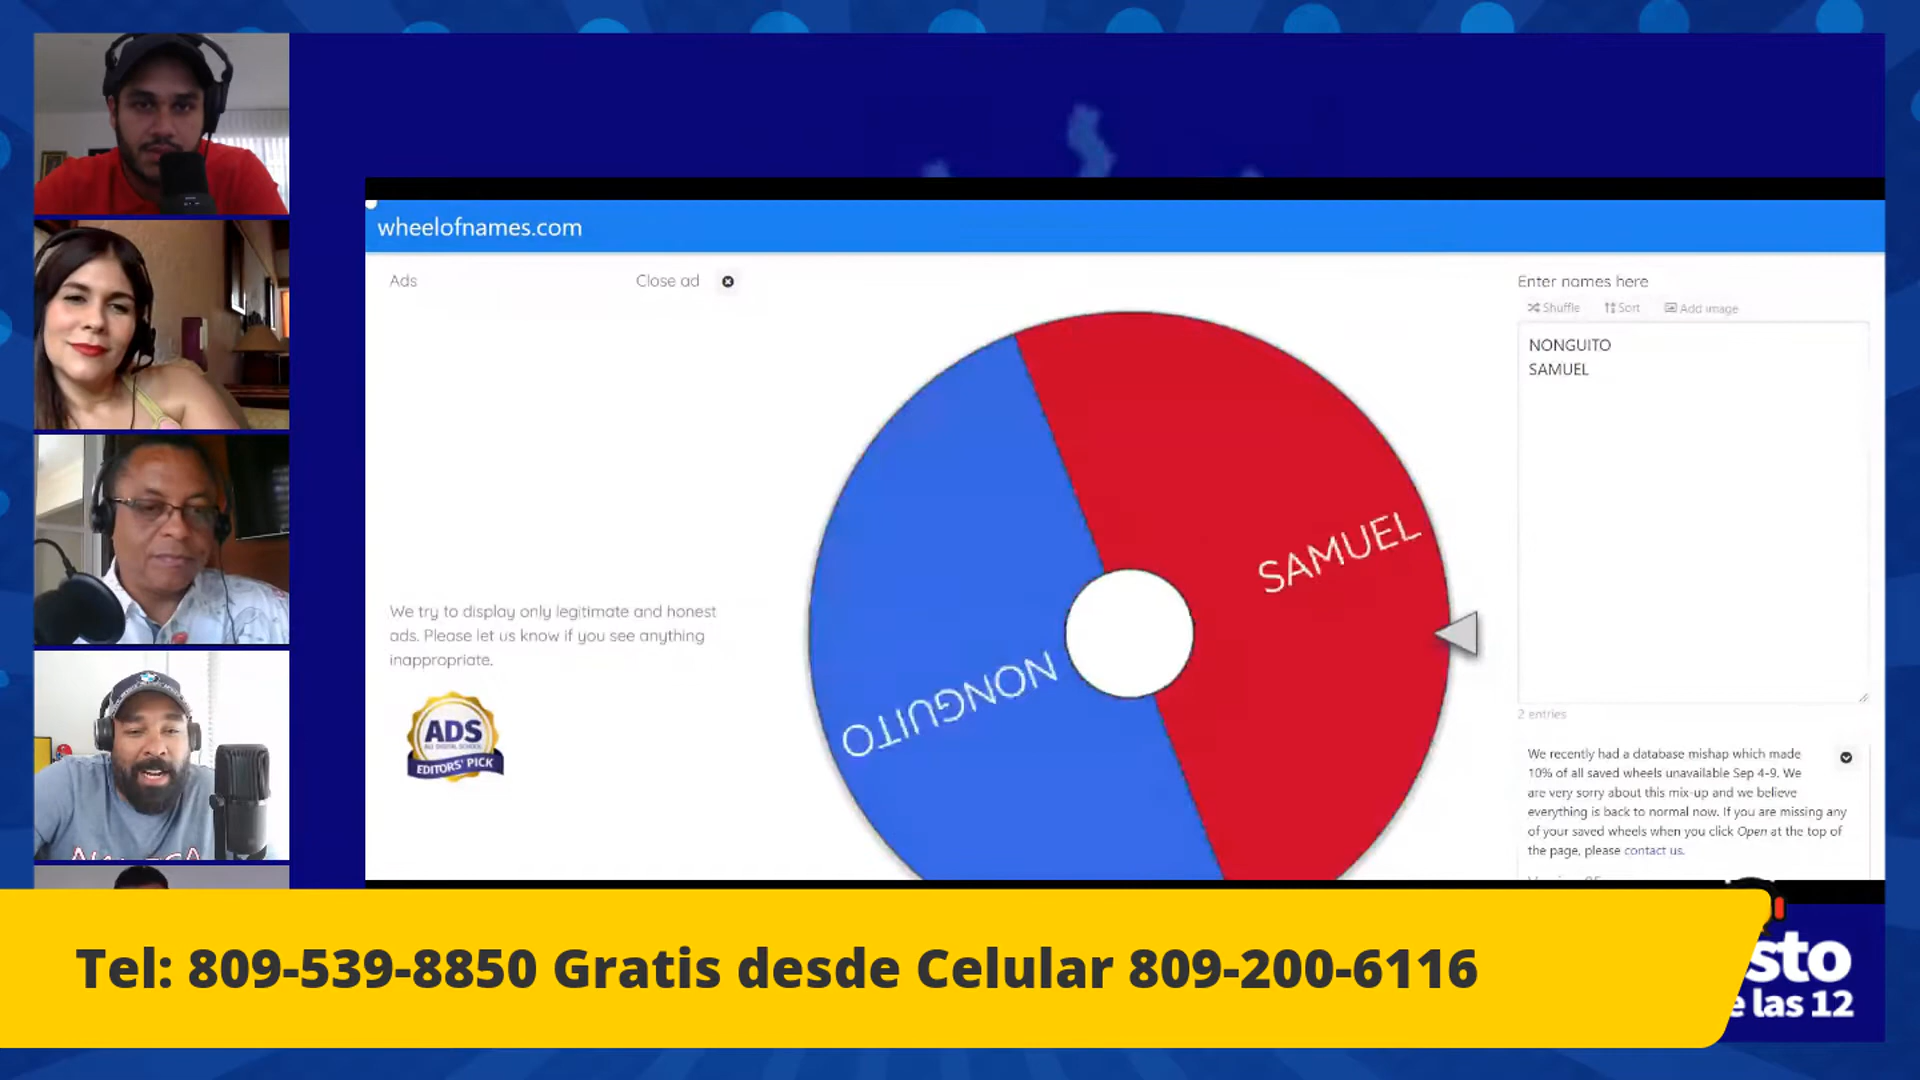 wheelofnames.com
Ads
Close ad
Enter names here
Shuffle
Sort
Add image
NONGUITO
SAMUEL
SAMUEL
NONGUITO
We try to display only legitimate and honest
ads. Please let us know if you see anything
inappropriate.
ADS
ALL DIGITAL SCHOOL
EDITORS' PICK
2 entries
We recently had a database mishap which made
10% of all saved wheels unavailable Sep 4-9. We
are very sorry about this mix-up and we believe
everything is back to normal now. If you are missing any
of your saved wheels when you click Open at the top of
the page, please contact us.
Tel: 809-539-8850 Gratis desde Celular 809-200-6116
sto
e las 12